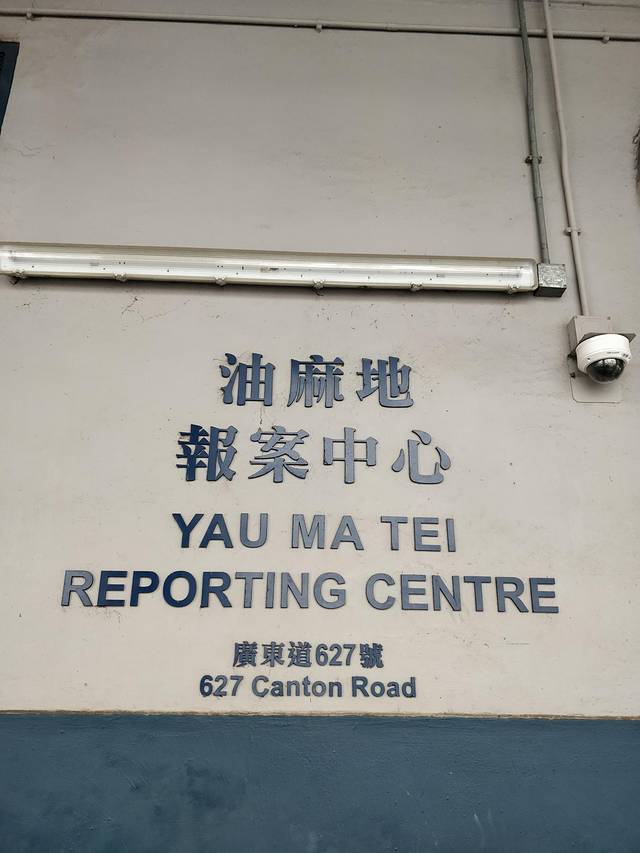 油麻地
報案中心
YAU MA TEI
REPORTING CENTRE
廣東道627號
627 Canton Road